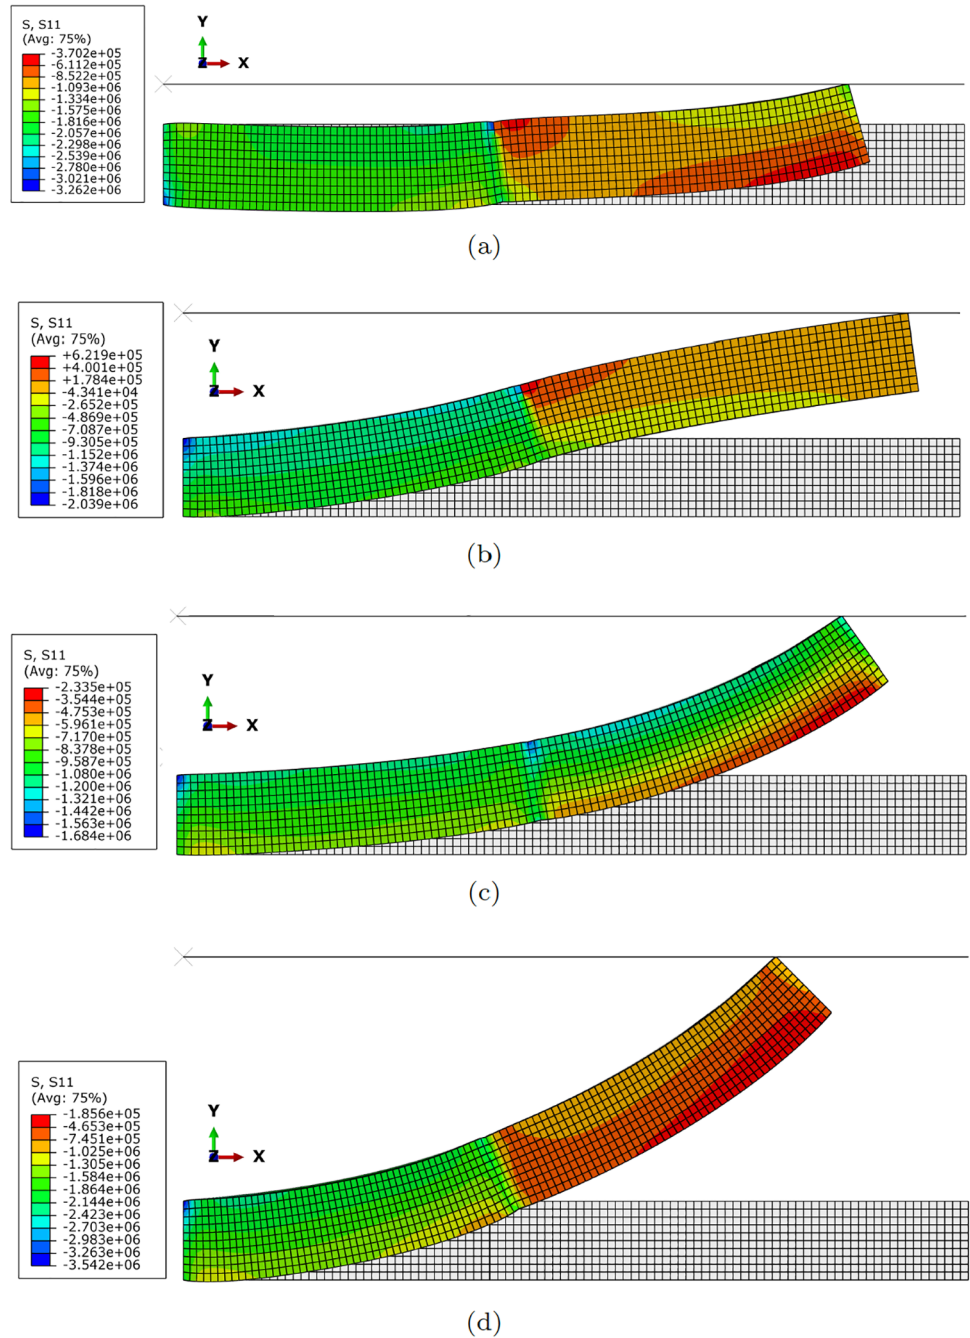 S, S11
(Avg: 75%)
-3.702e+05
-6.112e+05
-8.522e+05
-1.093e+06
-1.334e+06
-1.575e+06
-1.816e+06
-2.057e+06
-2.298e+06
-2.539e+06
-2.780e+06
-3.021e+06
-3.262e+06
Y
Z X
(a)
S, S11
(Avg: 75%)
+6.219e+05
+4.001e+05
+1.784e+05
-4.341e+04
-2.652e+05
-4.869e+05
-7.087e+05
-9.305e+05
-1.152e+06
-1.374e+06
-1.596e+06
-1.818e+06
-2.039e+06
Y
Z X
(b)
S, S11
(Avg: 75%)
-2.335e+05
-3.544e+05
-4.753e+05
-5.961e+05
-7.170e+05
-8.378e+05
-9.587e+05
-1.080e+06
-1.200e+06
-1.321e+06
-1.442e+06
-1.563e+06
-1.684e+06
Y
Z X
(c)
S, S11
(Avg: 75%)
-1.856e+05
-4.653e+05
-7.451e+05
-1.025e+06
-1.305e+06
-1.584e+06
-1.864e+06
-2.144e+06
-2.423e+06
-2.703e+06
-2.983e+06
-3.263e+06
-3.542e+06
Y
Z X
(d)